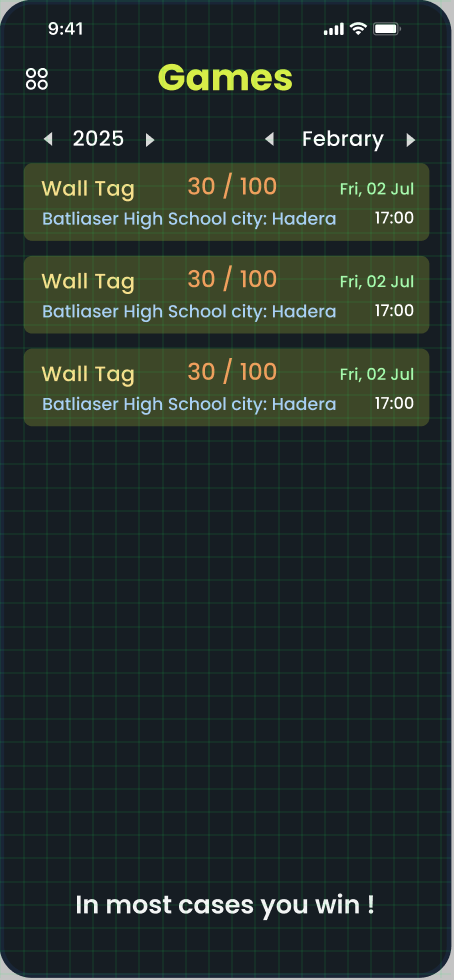 9:41
Games
2025 Febrary
Wall Tag 30 / 100 Fri, 02 Jul
Batliaser High School city: Hadera 17:00
Wall Tag 30 / 100 Fri, 02 Jul
Batliaser High School city: Hadera 17:00
Wall Tag 30 / 100 Fri, 02 Jul
Batliaser High School city: Hadera 17:00
In most cases you win !